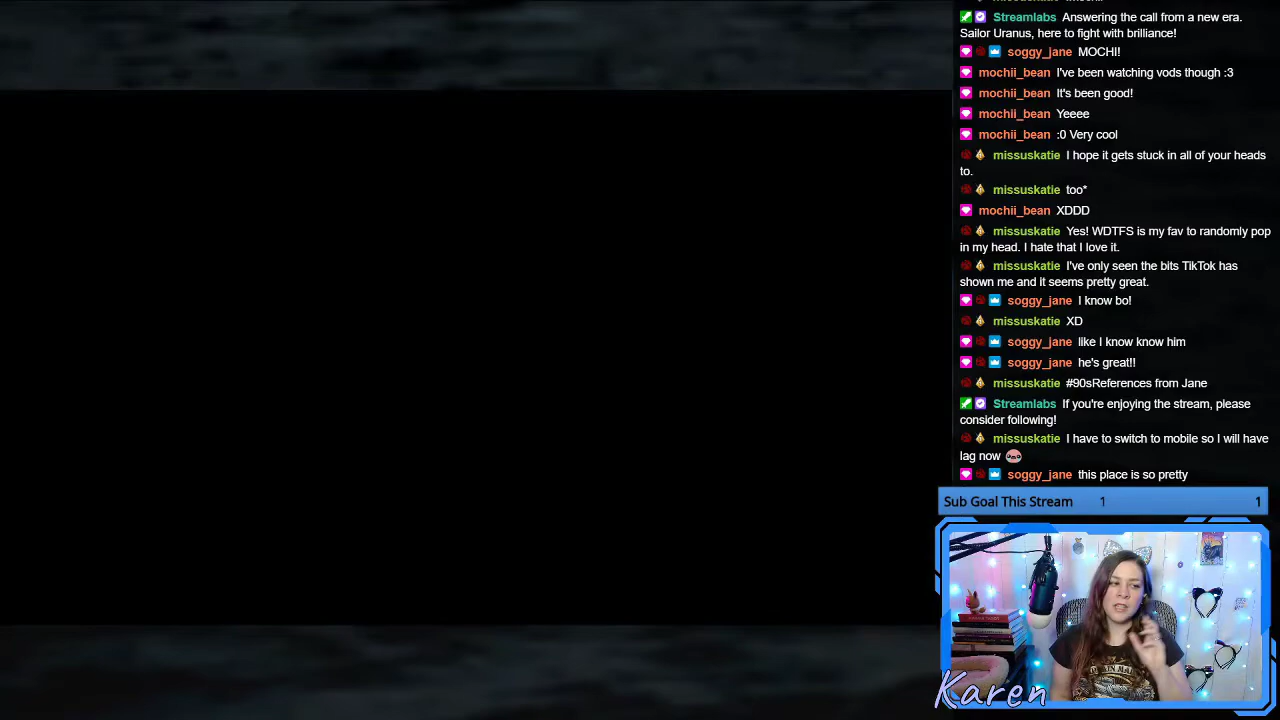 Streamlabs Answering the call from a new era.
Sailor Uranus, here to fight with brilliance!
soggy_jane MOCHI!
mochii_bean I've been watching vods though :3
mochii_bean It's been good!
mochii_bean Yeeee
mochii_bean :0 Very cool
missuskatie I hope it gets stuck in all of your heads
to.
missuskatie too*
mochii_bean XDDD
missuskatie Yes! WDTFS is my fav to randomly pop
in my head. I hate that I love it.
missuskatie I've only seen the bits TikTok has
shown me and it seems pretty great.
soggy_jane I know bo!
missuskatie XD
soggy_jane like I know know him
soggy_jane he's great!!
missuskatie #90sReferences from Jane
Streamlabs If you're enjoying the stream, please
consider following!
missuskatie I have to switch to mobile so I will have
lag now
soggy_jane this place is so pretty
Sub Goal This Stream 1 1
Karen